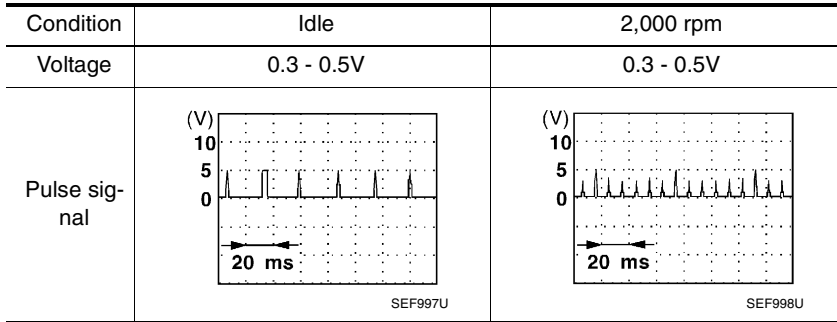 Condition Idle 2,000 rpm
Voltage 0.3 - 0.5V 0.3 - 0.5V
Pulse sig-
nal
(V)
10
5
0
20 ms
SEF997U
(V)
10
5
0
20 ms
SEF998U